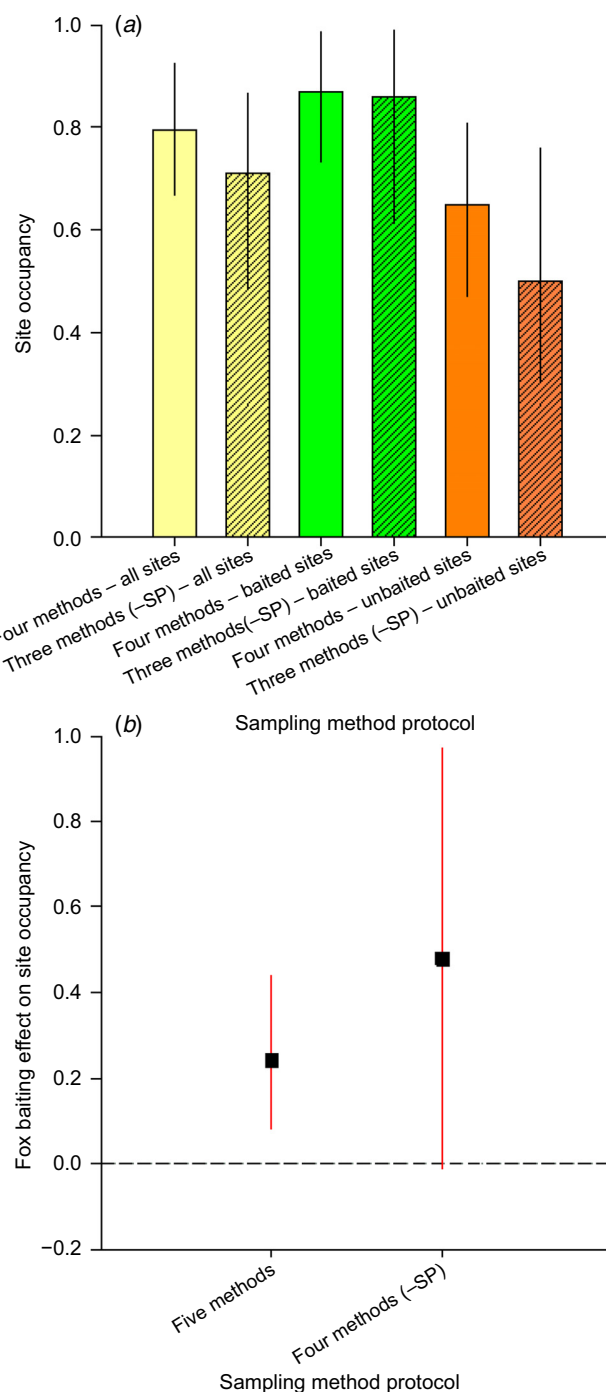 (a)
1.0
0.8
0.6
0.4
0.2
0.0
Site occupancy
Four methods – all sites
Three methods (–SP) – all sites
Four methods – baited sites
Three methods(–SP) – baited sites
Four methods – unbaited sites
Three methods (–SP) – unbaited sites
Sampling method protocol
(b)
1.0
0.8
0.6
0.4
0.2
0.0
−0.2
Fox baiting effect on site occupancy
Five methods
Four methods (–SP)
Sampling method protocol